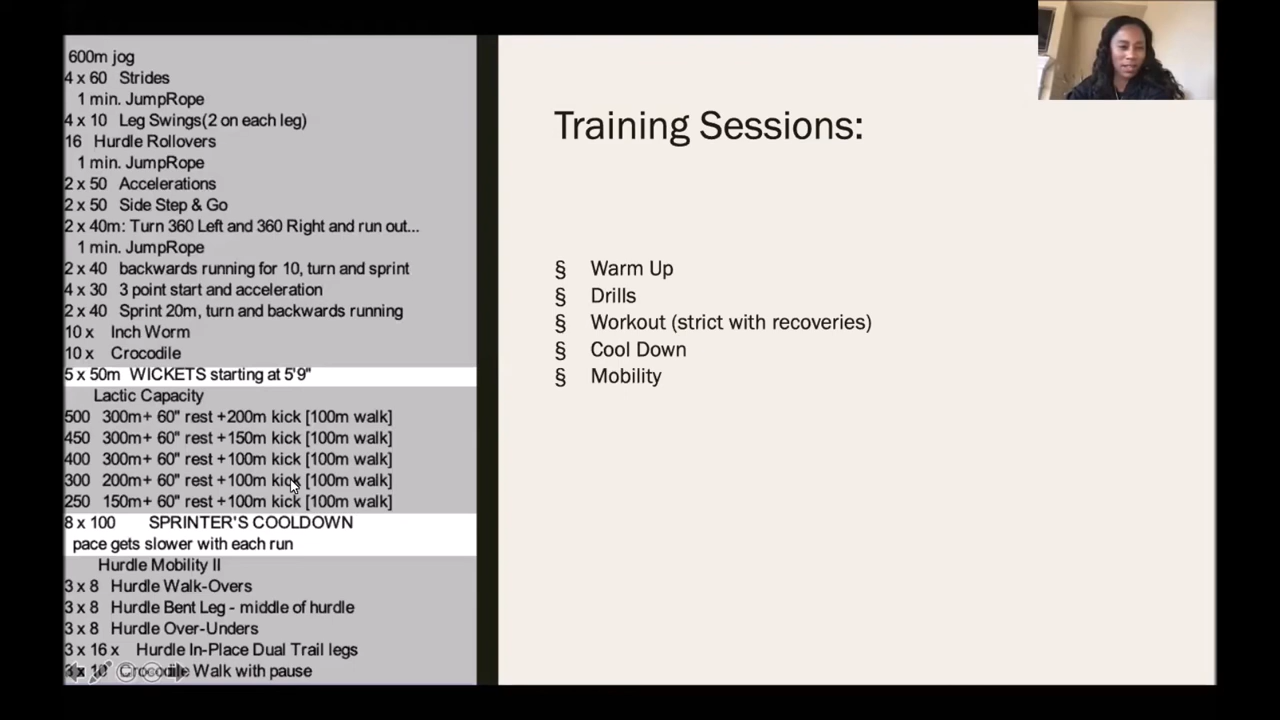 600m jog
4 x 60 Strides
1 min. JumpRope
4 x 10 Leg Swings(2 on each leg)
16 Hurdle Rollovers
1 min. JumpRope
2 x 50 Accelerations
2 x 50 Side Step & Go
2 x 40m: Turn 360 Left and 360 Right and run out...
1 min. JumpRope
2 x 40 backwards running for 10, turn and sprint
4 x 30 3 point start and acceleration
2 x 40 Sprint 20m, turn and backwards running
10 x Inch Worm
10 x Crocodile
5 x 50m WICKETS starting at 5'9"
Lactic Capacity
500 300m+ 60" rest +200m kick [100m walk]
450 300m+ 60" rest +150m kick [100m walk]
400 300m+ 60" rest +100m kick [100m walk]
300 200m+ 60" rest +100m kick [100m walk]
250 150m+ 60" rest +100m kick [100m walk]
8 x 100 SPRINTER'S COOLDOWN
pace gets slower with each run
Hurdle Mobility II
3 x 8 Hurdle Walk-Overs
3 x 8 Hurdle Bent Leg - middle of hurdle
3 x 8 Hurdle Over-Unders
3 x 16 x Hurdle In-Place Dual Trail legs
3 x 10 Crocodile Walk with pause
Training Sessions:
§ Warm Up
§ Drills
§ Workout (strict with recoveries)
§ Cool Down
§ Mobility